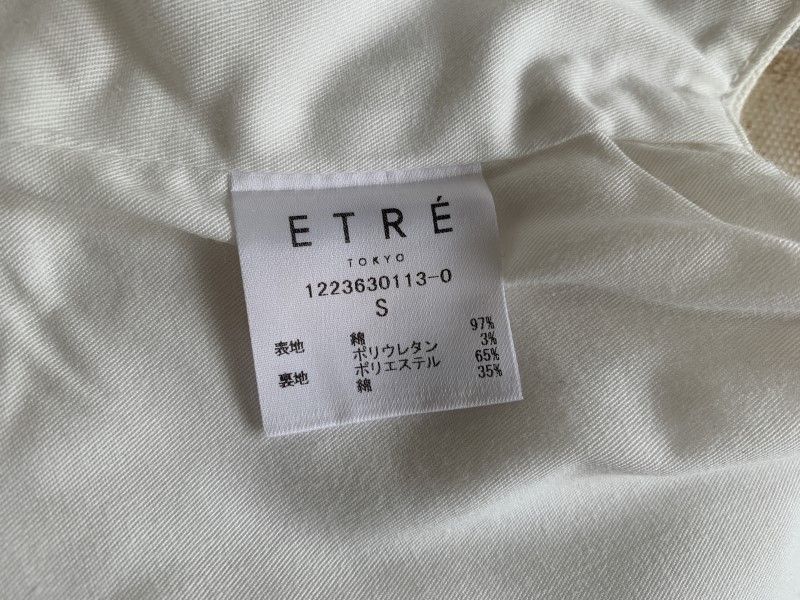 ETRÉ
TOKYO
1223630113-0
S
表地 綿 97%
ポリウレタン 3%
裏地 ポリエステル 65%
綿 35%